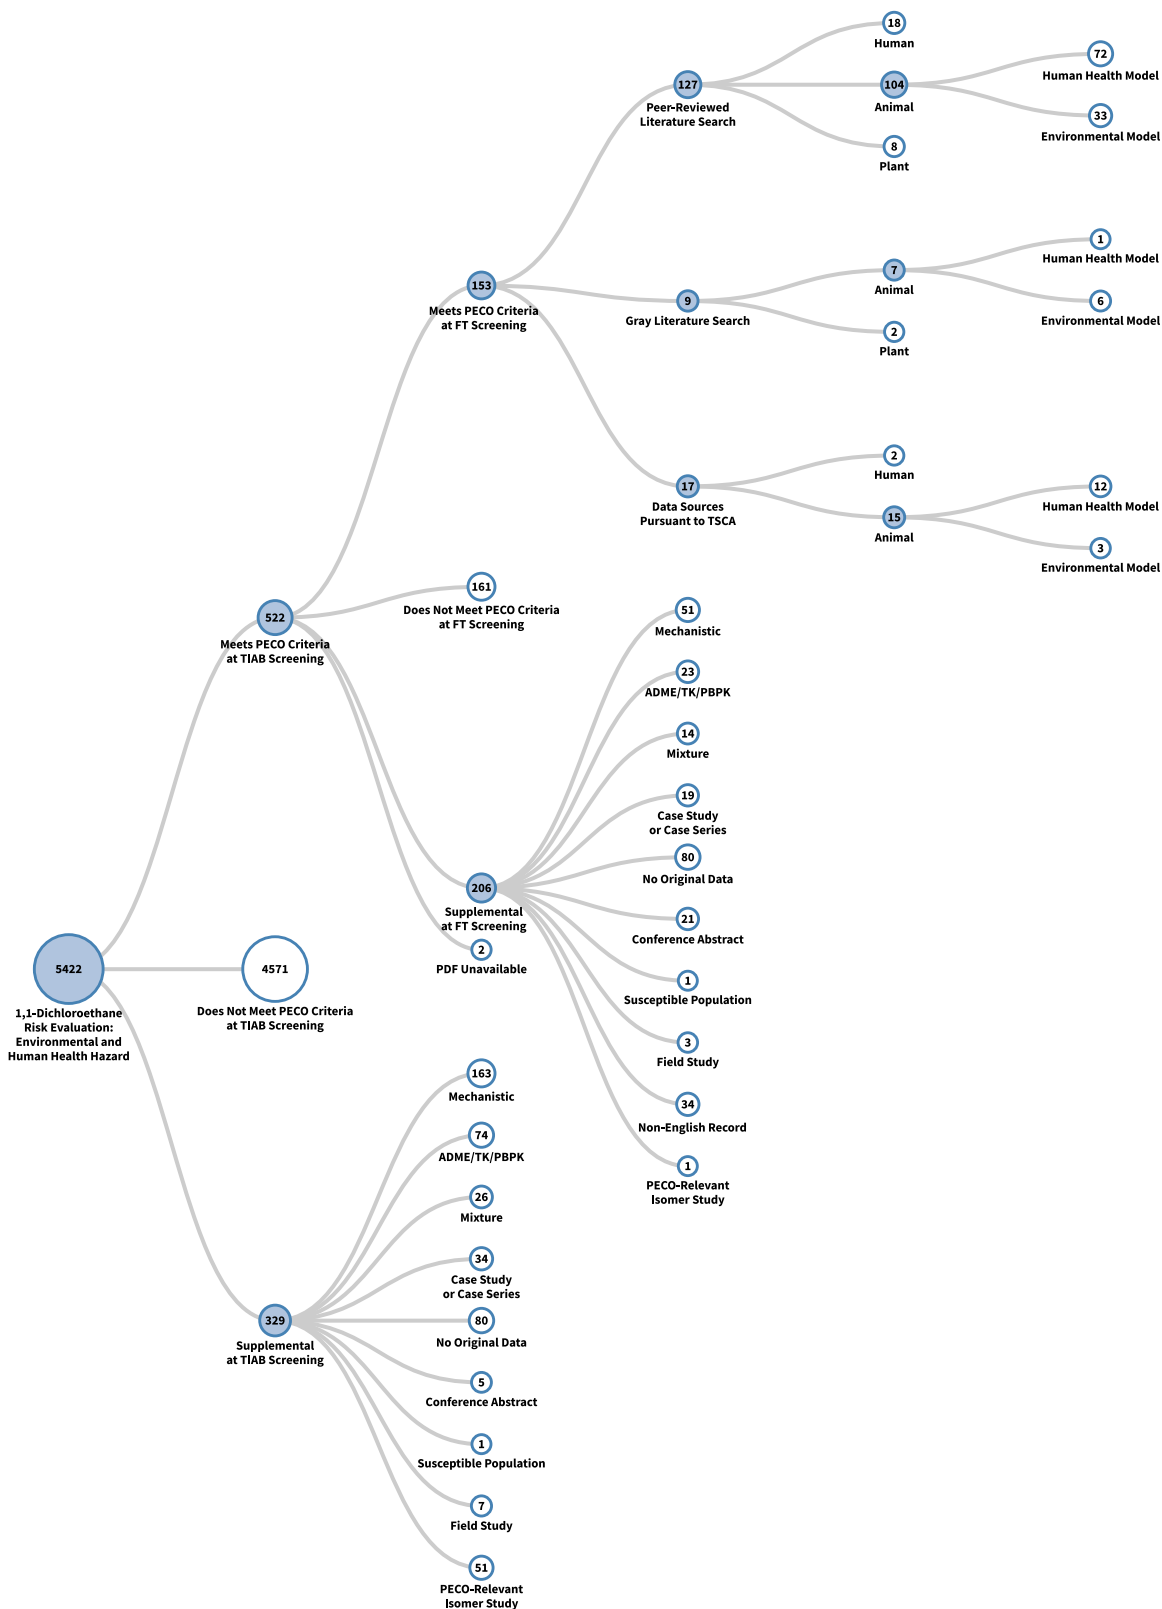 18
Human
72
Human Health Model
127
Peer-Reviewed
Literature Search
104
Animal
33
Environmental Model
8
Plant
1
Human Health Model
7
Animal
153
Meets PECO Criteria
at FT Screening
9
Gray Literature Search
6
Environmental Model
2
Plant
2
Human
17
Data Sources
Pursuant to TSCA
12
Human Health Model
15
Animal
3
Environmental Model
161
Does Not Meet PECO Criteria
at FT Screening
522
Meets PECO Criteria
at TIAB Screening
51
Mechanistic
23
ADME/TK/PBPK
14
Mixture
19
Case Study
or Case Series
80
No Original Data
206
Supplemental
at FT Screening
21
Conference Abstract
2
PDF Unavailable
1
Susceptible Population
3
Field Study
34
Non-English Record
1
PECO-Relevant
Isomer Study
5422
1,1-Dichloroethane
Risk Evaluation:
Environmental and
Human Health Hazard
4571
Does Not Meet PECO Criteria
at TIAB Screening
163
Mechanistic
74
ADME/TK/PBPK
26
Mixture
34
Case Study
or Case Series
329
Supplemental
at TIAB Screening
80
No Original Data
5
Conference Abstract
1
Susceptible Population
7
Field Study
51
PECO-Relevant
Isomer Study